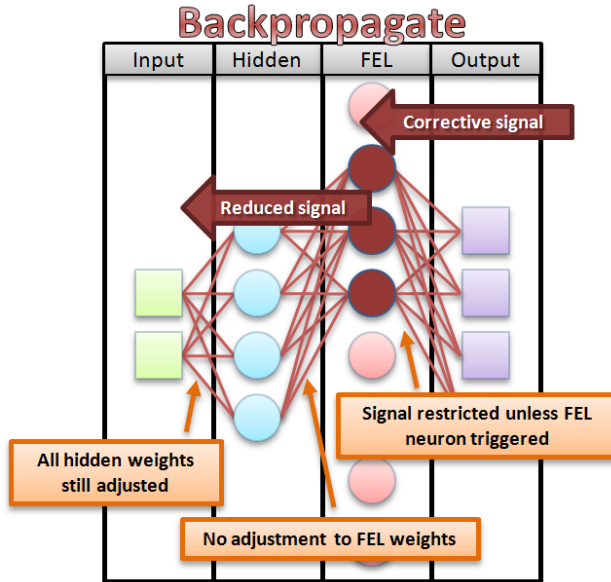 Backpropagate
Input Hidden FEL Output
Corrective signal
Reduced signal
Signal restricted unless FEL
neuron triggered
All hidden weights
still adjusted
No adjustment to FEL weights